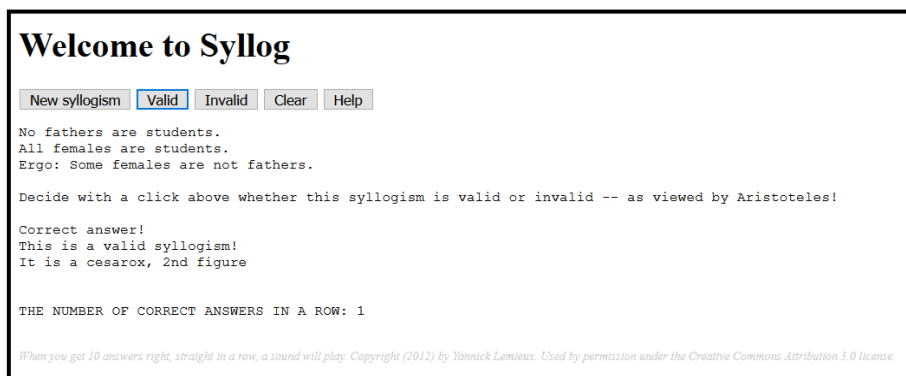 Welcome to Syllog
New syllogism Valid Invalid Clear Help
No fathers are students.
All females are students.
Ergo: Some females are not fathers.
Decide with a click above whether this syllogism is valid or invalid -- as viewed by Aristoteles!
Correct answer!
This is a valid syllogism!
It is a cesarox, 2nd figure
THE NUMBER OF CORRECT ANSWERS IN A ROW: 1
When you get 10 answers right, straight in a row, a sound will play. Copyright (2012) by Yannick Lemieux. Used by permission under the Creative Commons Attribution 3.0 license.